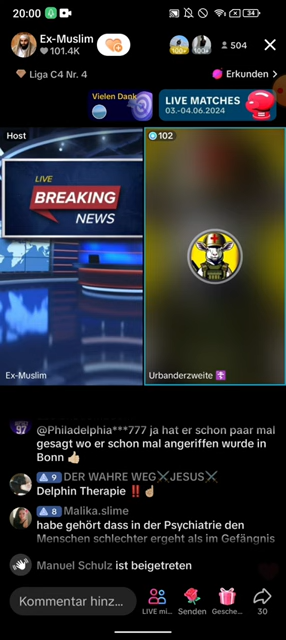 20:00
34
Ex-Muslim
101.4K
100+
100+
504
Liga C4 Nr. 4
Erkunden >
Vielen Dank
LIVE MATCHES
03.-04.06.2024
Host
102
LIVE
BREAKING
NEWS
Ex-Muslim
Urbanderzweite
97 @Philadelphia***777 ja hat er schon paar mal
gesagt wo er schon mal angriffen wurde in
Bonn
9 DER WAHRE WEG⚔JESUS⚔
Delphin Therapie ‼️☝🏼
8 Malika.slime
habe gehört dass in der Psychiatrie den
Menschen schlechter ergeht als im Gefängnis
Manuel Schulz ist beigetreten
Kommentar hinz...
LIVE mi...
Senden
Gesche...
30